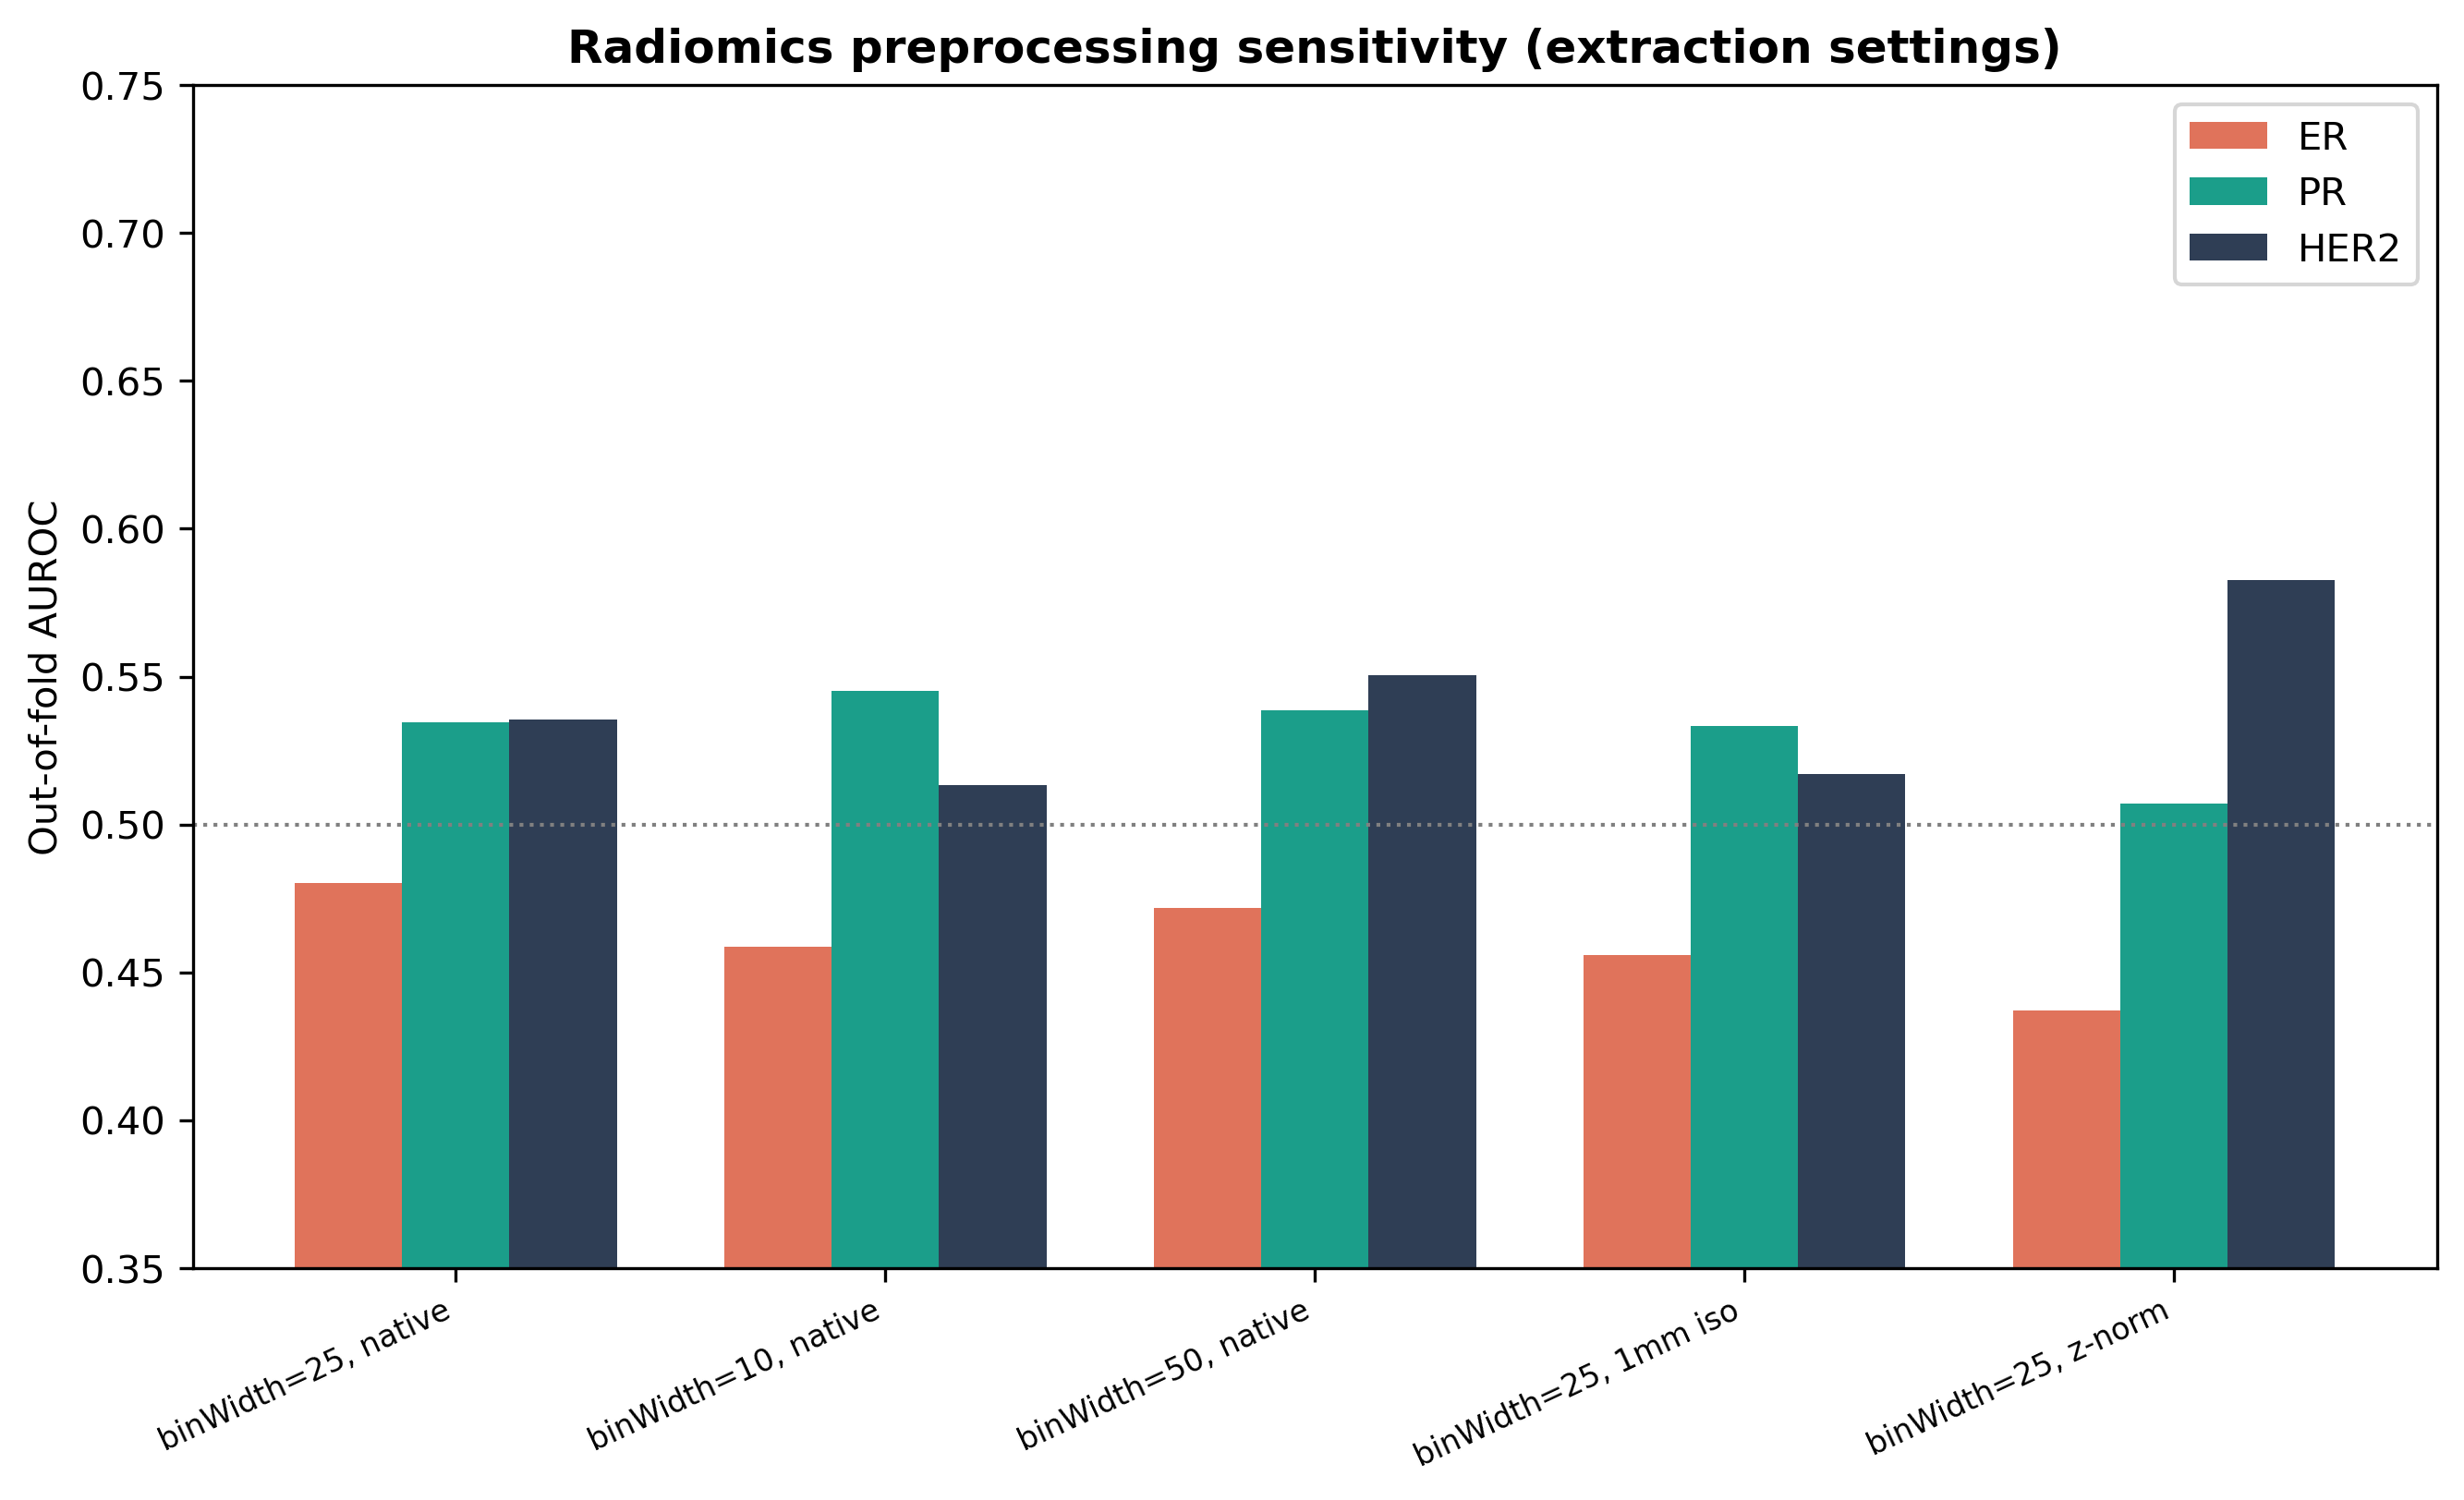 Radiomics preprocessing sensitivity (extraction settings)
0.75
0.70
0.65
0.60
0.55
0.50
0.45
0.40
0.35
Out-of-fold AUROC
ER
PR
HER2
binWidth=25, native
binWidth=10, native
binWidth=50, native
binWidth=25, 1mm iso
binWidth=25, z-norm